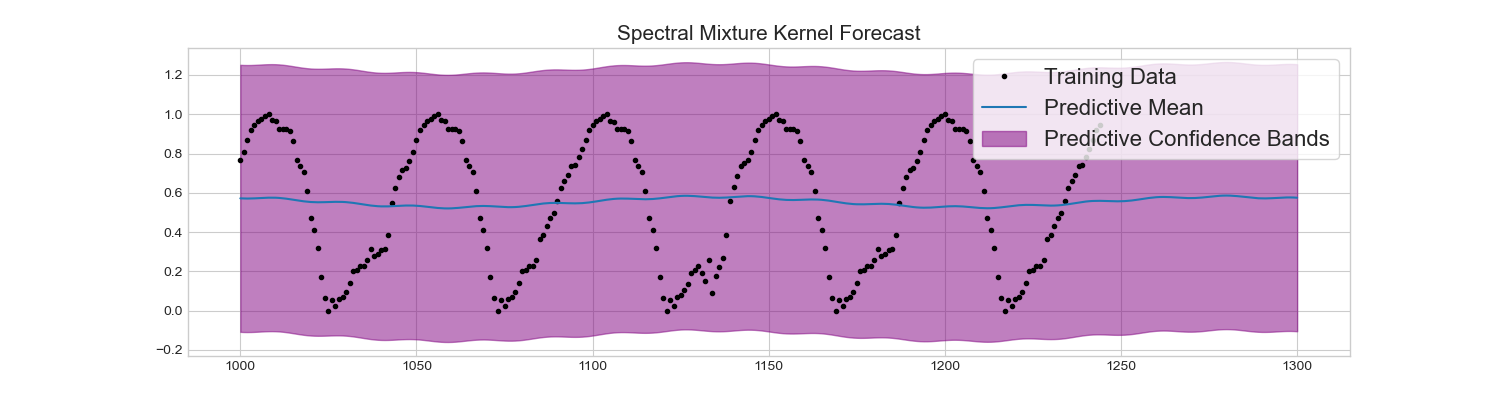 Spectral Mixture Kernel Forecast
1.2
1.0
0.8
0.6
0.4
0.2
0.0
−0.2
Training Data
Predictive Mean
Predictive Confidence Bands
1000 1050 1100 1150 1200 1250 1300